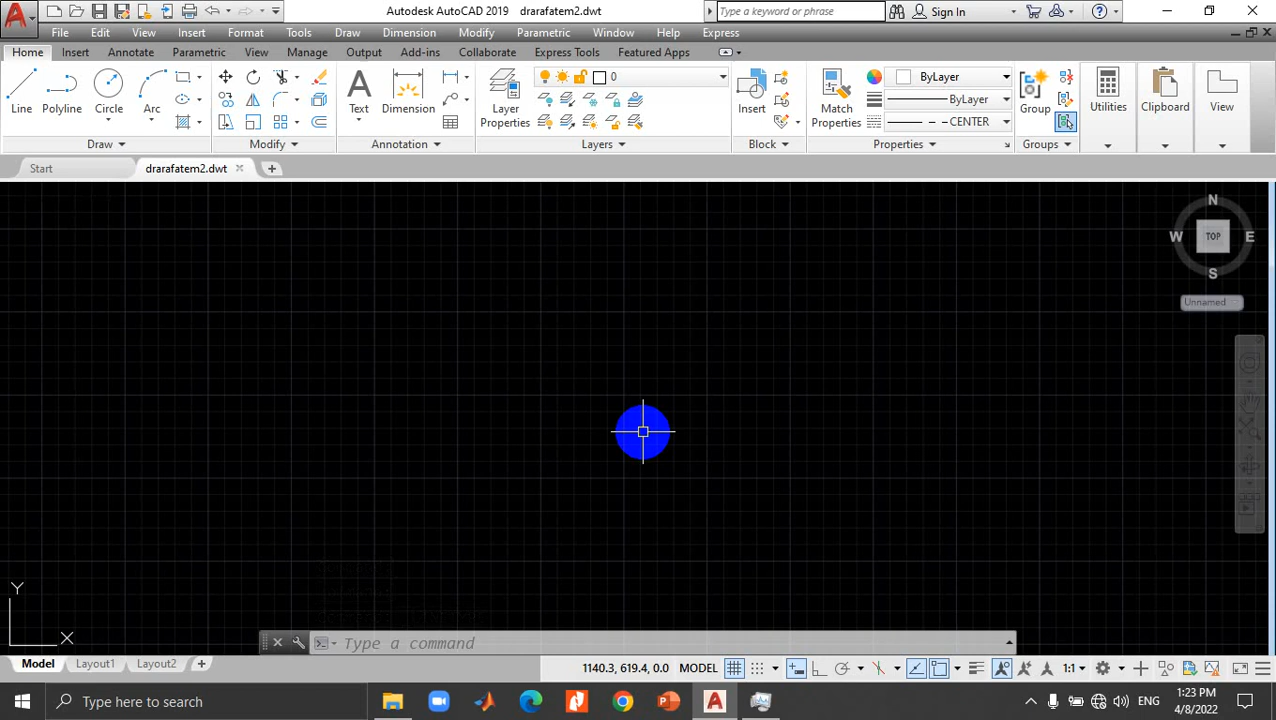 Autodesk AutoCAD 2019 drarafatem2.dwt
Type a keyword or phrase
Sign In
File Edit View Insert Format Tools Draw Dimension Modify Parametric Window Help Express
Home Insert Annotate Parametric View Manage Output Add-ins Collaborate Express Tools Featured Apps
Line Polyline Circle Arc
Text Dimension
Layer Properties
0
Insert
Match Properties
ByLayer
ByLayer
CENTER
Group
Utilities
Clipboard
View
Draw Modify Annotation Layers Block Properties Groups
Start drarafatem2.dwt
N
W TOP E
S
Unnamed
Y
X
Type a command
Model Layout1 Layout2
1140.3, 619.4, 0.0 MODEL 1:1
Type here to search
ENG
1:23 PM
4/8/2022